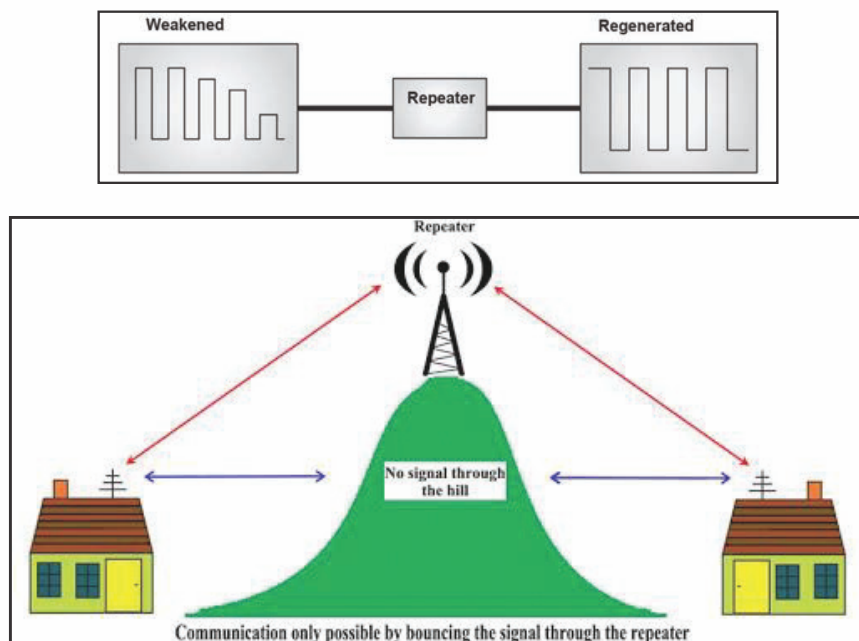 Weakened
Regenerated
Repeater
Repeater
No signal through
the hill
Communication only possible by bouncing the signal through the repeater